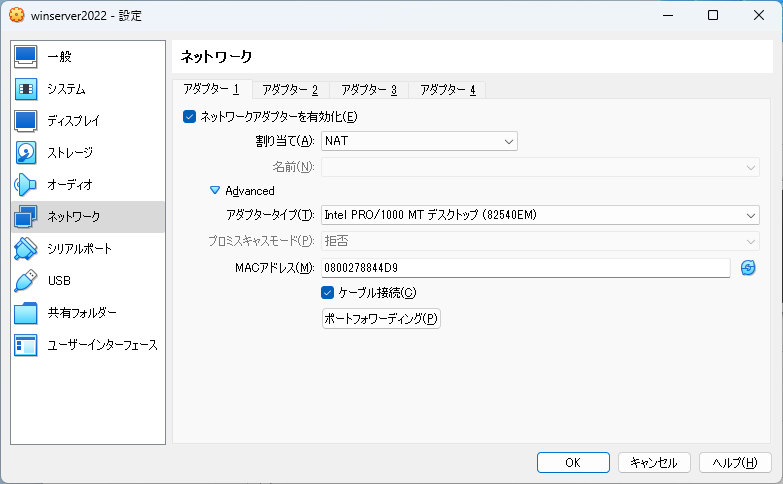 winserver2022 - 設定
一般
システム
ディスプレイ
ストレージ
オーディオ
ネットワーク
シリアルポート
USB
共有フォルダー
ユーザーインターフェース
ネットワーク
アダプター 1 アダプター 2 アダプター 3 アダプター 4
ネットワークアダプターを有効化(E)
割り当て(A): NAT
名前(N):
Advanced
アダプタータイプ(T): Intel PRO/1000 MT デスクトップ (82540EM)
プロミスキャスモード(P): 拒否
MACアドレス(M): 0800278844D9
ケーブル接続(C)
ポートフォワーディング(P)
OK キャンセル ヘルプ(H)